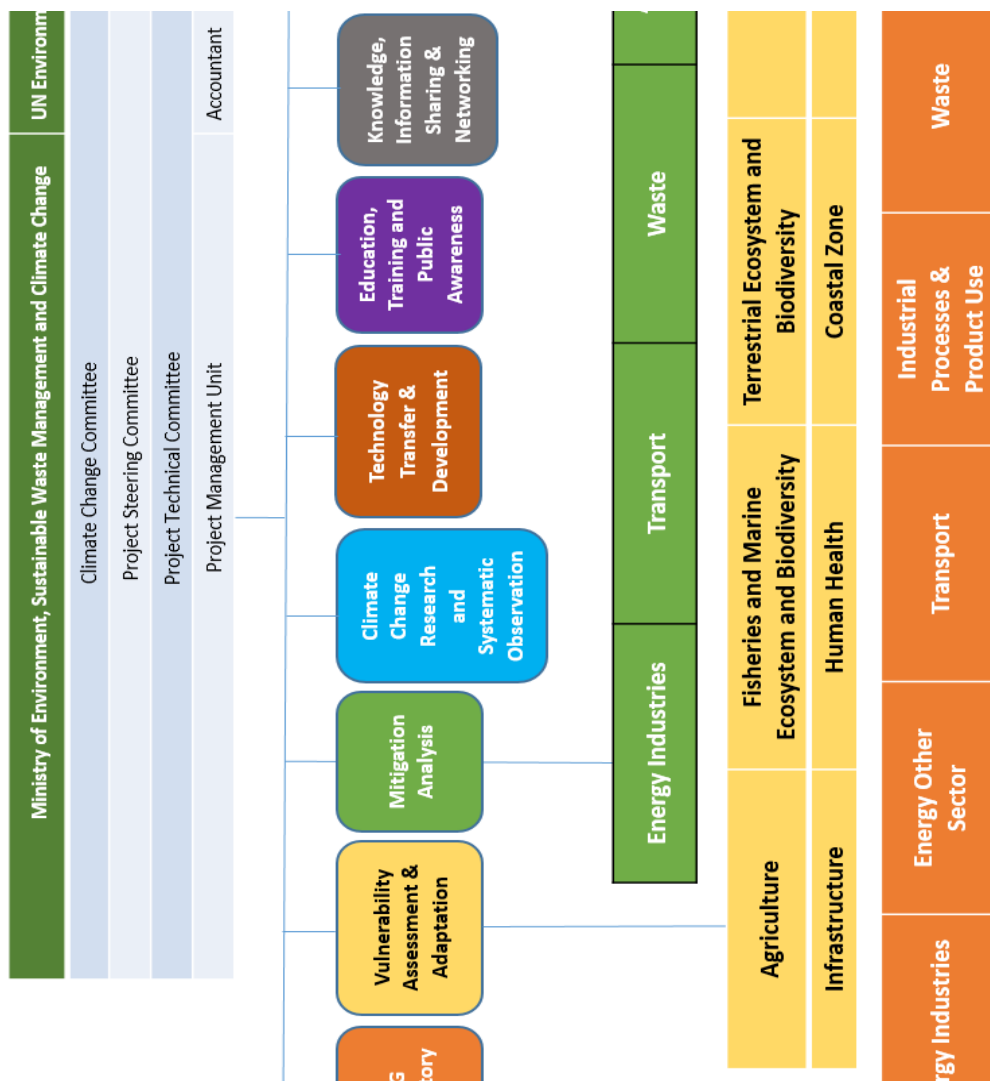 Ministry of Environment, Sustainable Waste Management and Climate Change
UN Environm
Climate Change Committee
Project Steering Committee
Project Technical Committee
Project Management Unit
Accountant
G
tory
Vulnerability
Assessment &
Adaptation
Mitigation
Analysis
Climate
Change
Research
and
Systematic
Observation
Technology
Transfer &
Development
Education,
Training and
Public
Awareness
Knowledge,
Information
Sharing &
Networking
Energy Industries
Transport
Waste
Agriculture
Fisheries and Marine
Ecosystem and Biodiversity
Terrestrial Ecosystem and
Biodiversity
Infrastructure
Human Health
Coastal Zone
rgy Industries
Energy Other
Sector
Transport
Industrial
Processes &
Product Use
Waste